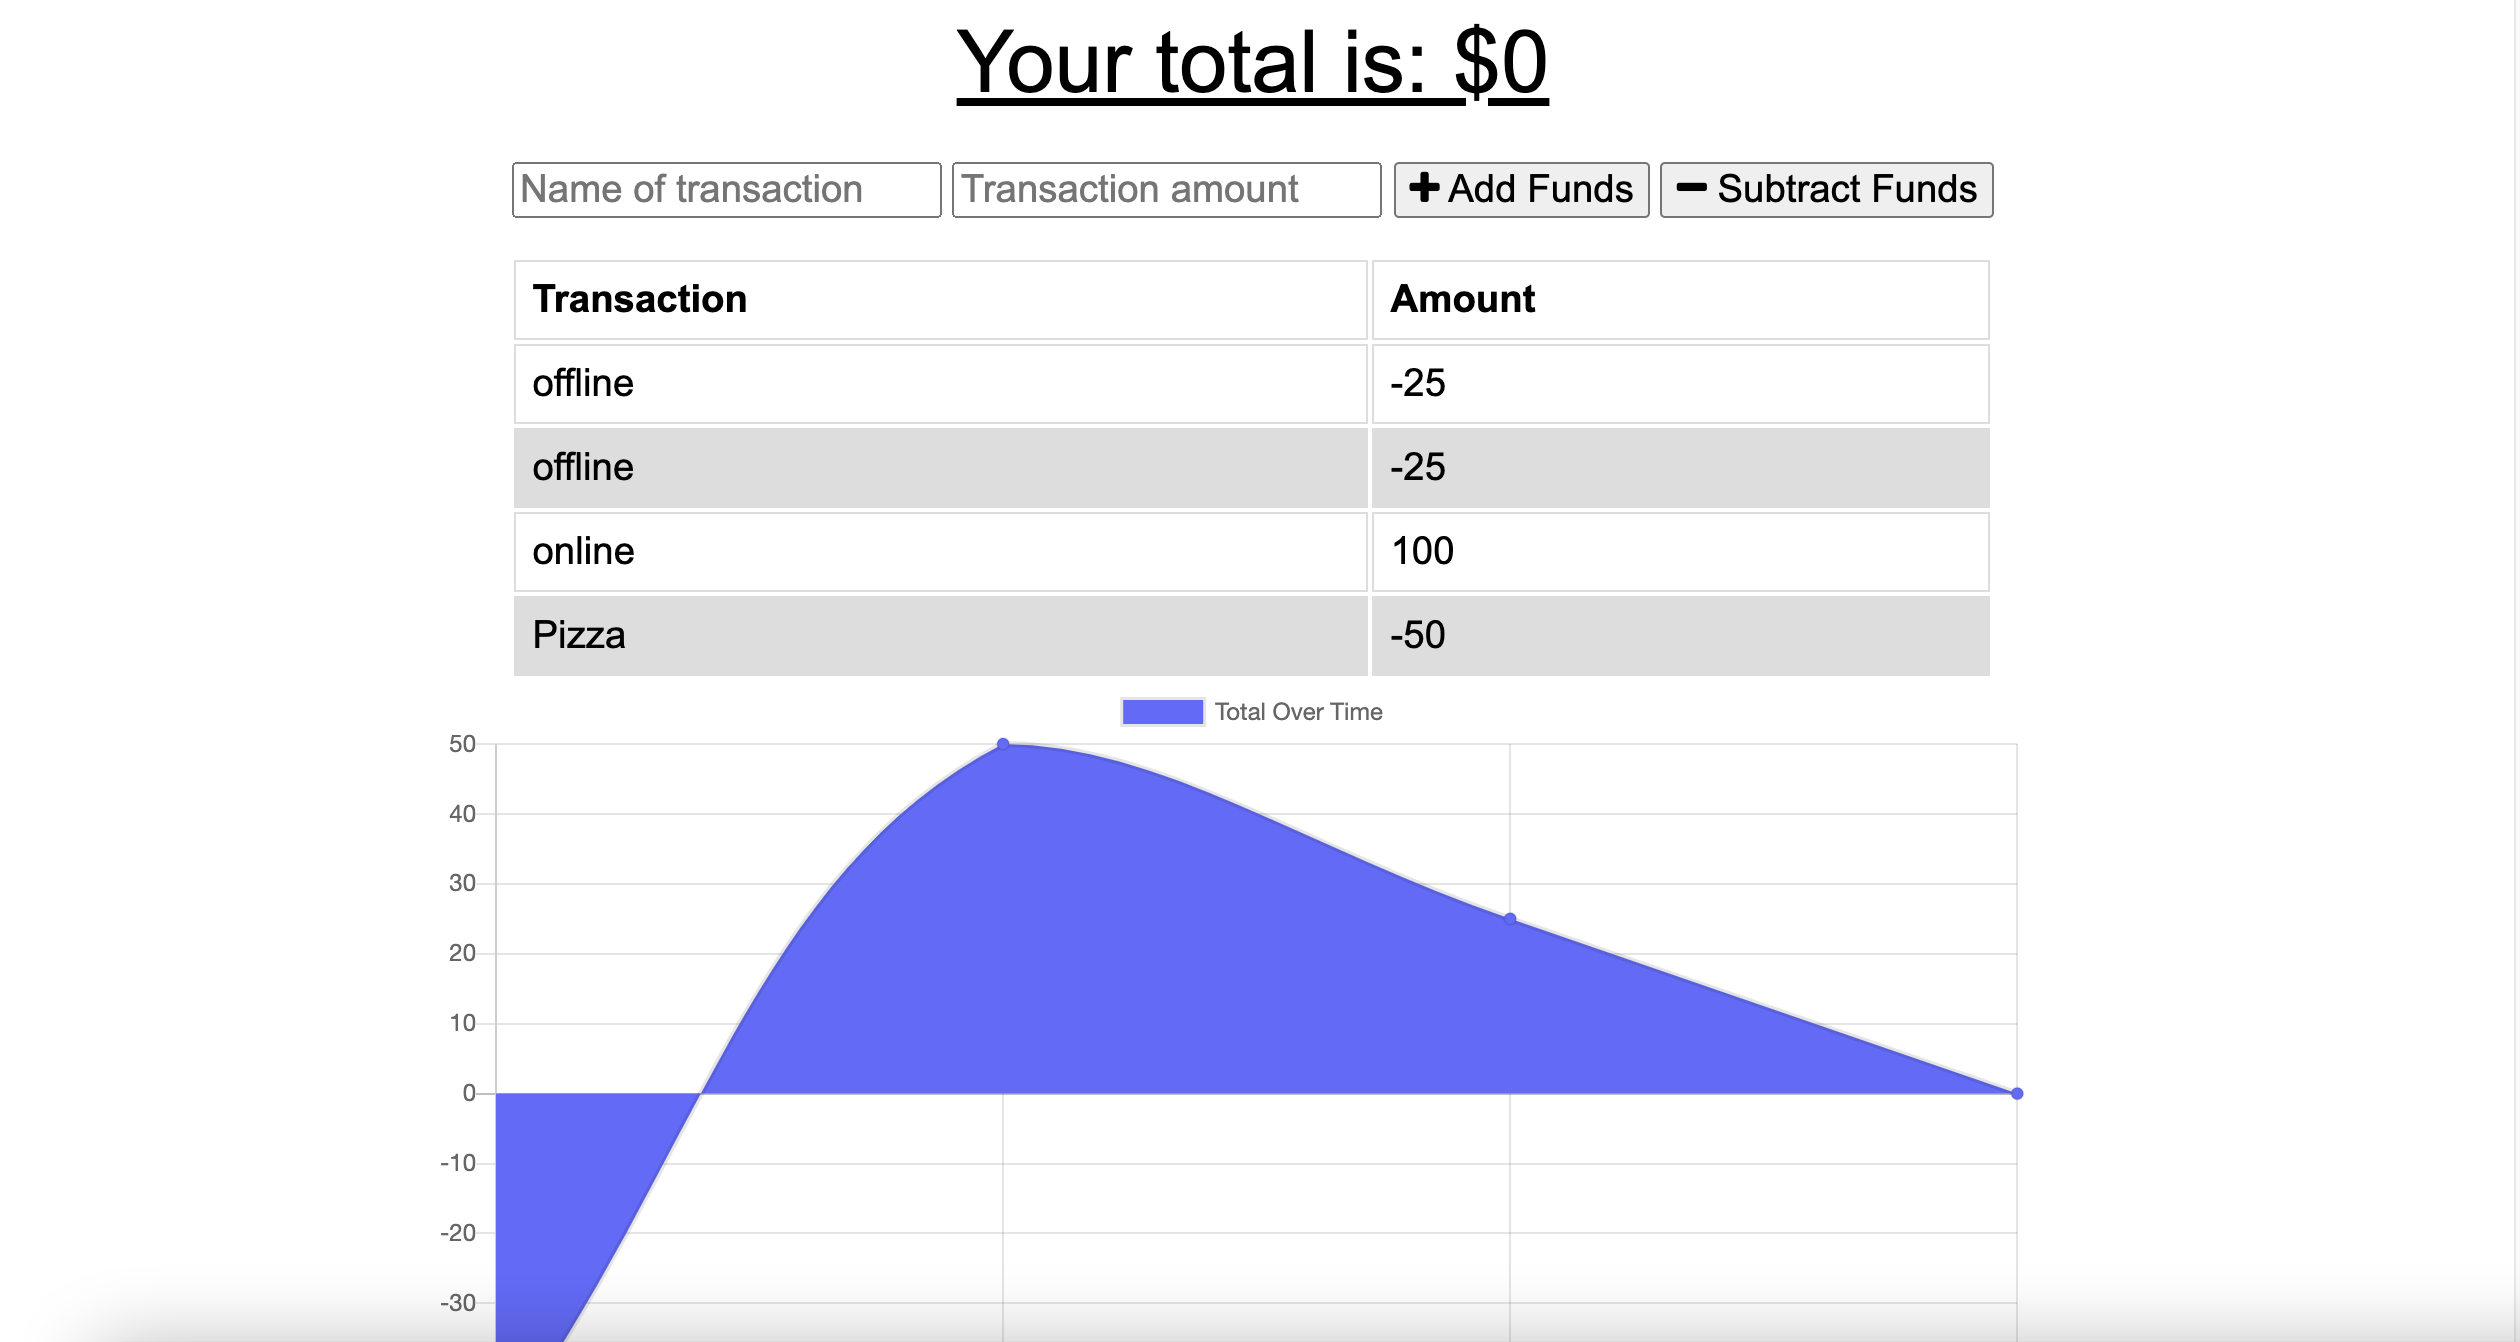 Your total is: $0
Name of transaction Transaction amount Add Funds Subtract Funds
Transaction Amount
offline -25
offline -25
online 100
Pizza -50
Total Over Time
50
40
30
20
10
0
-10
-20
-30